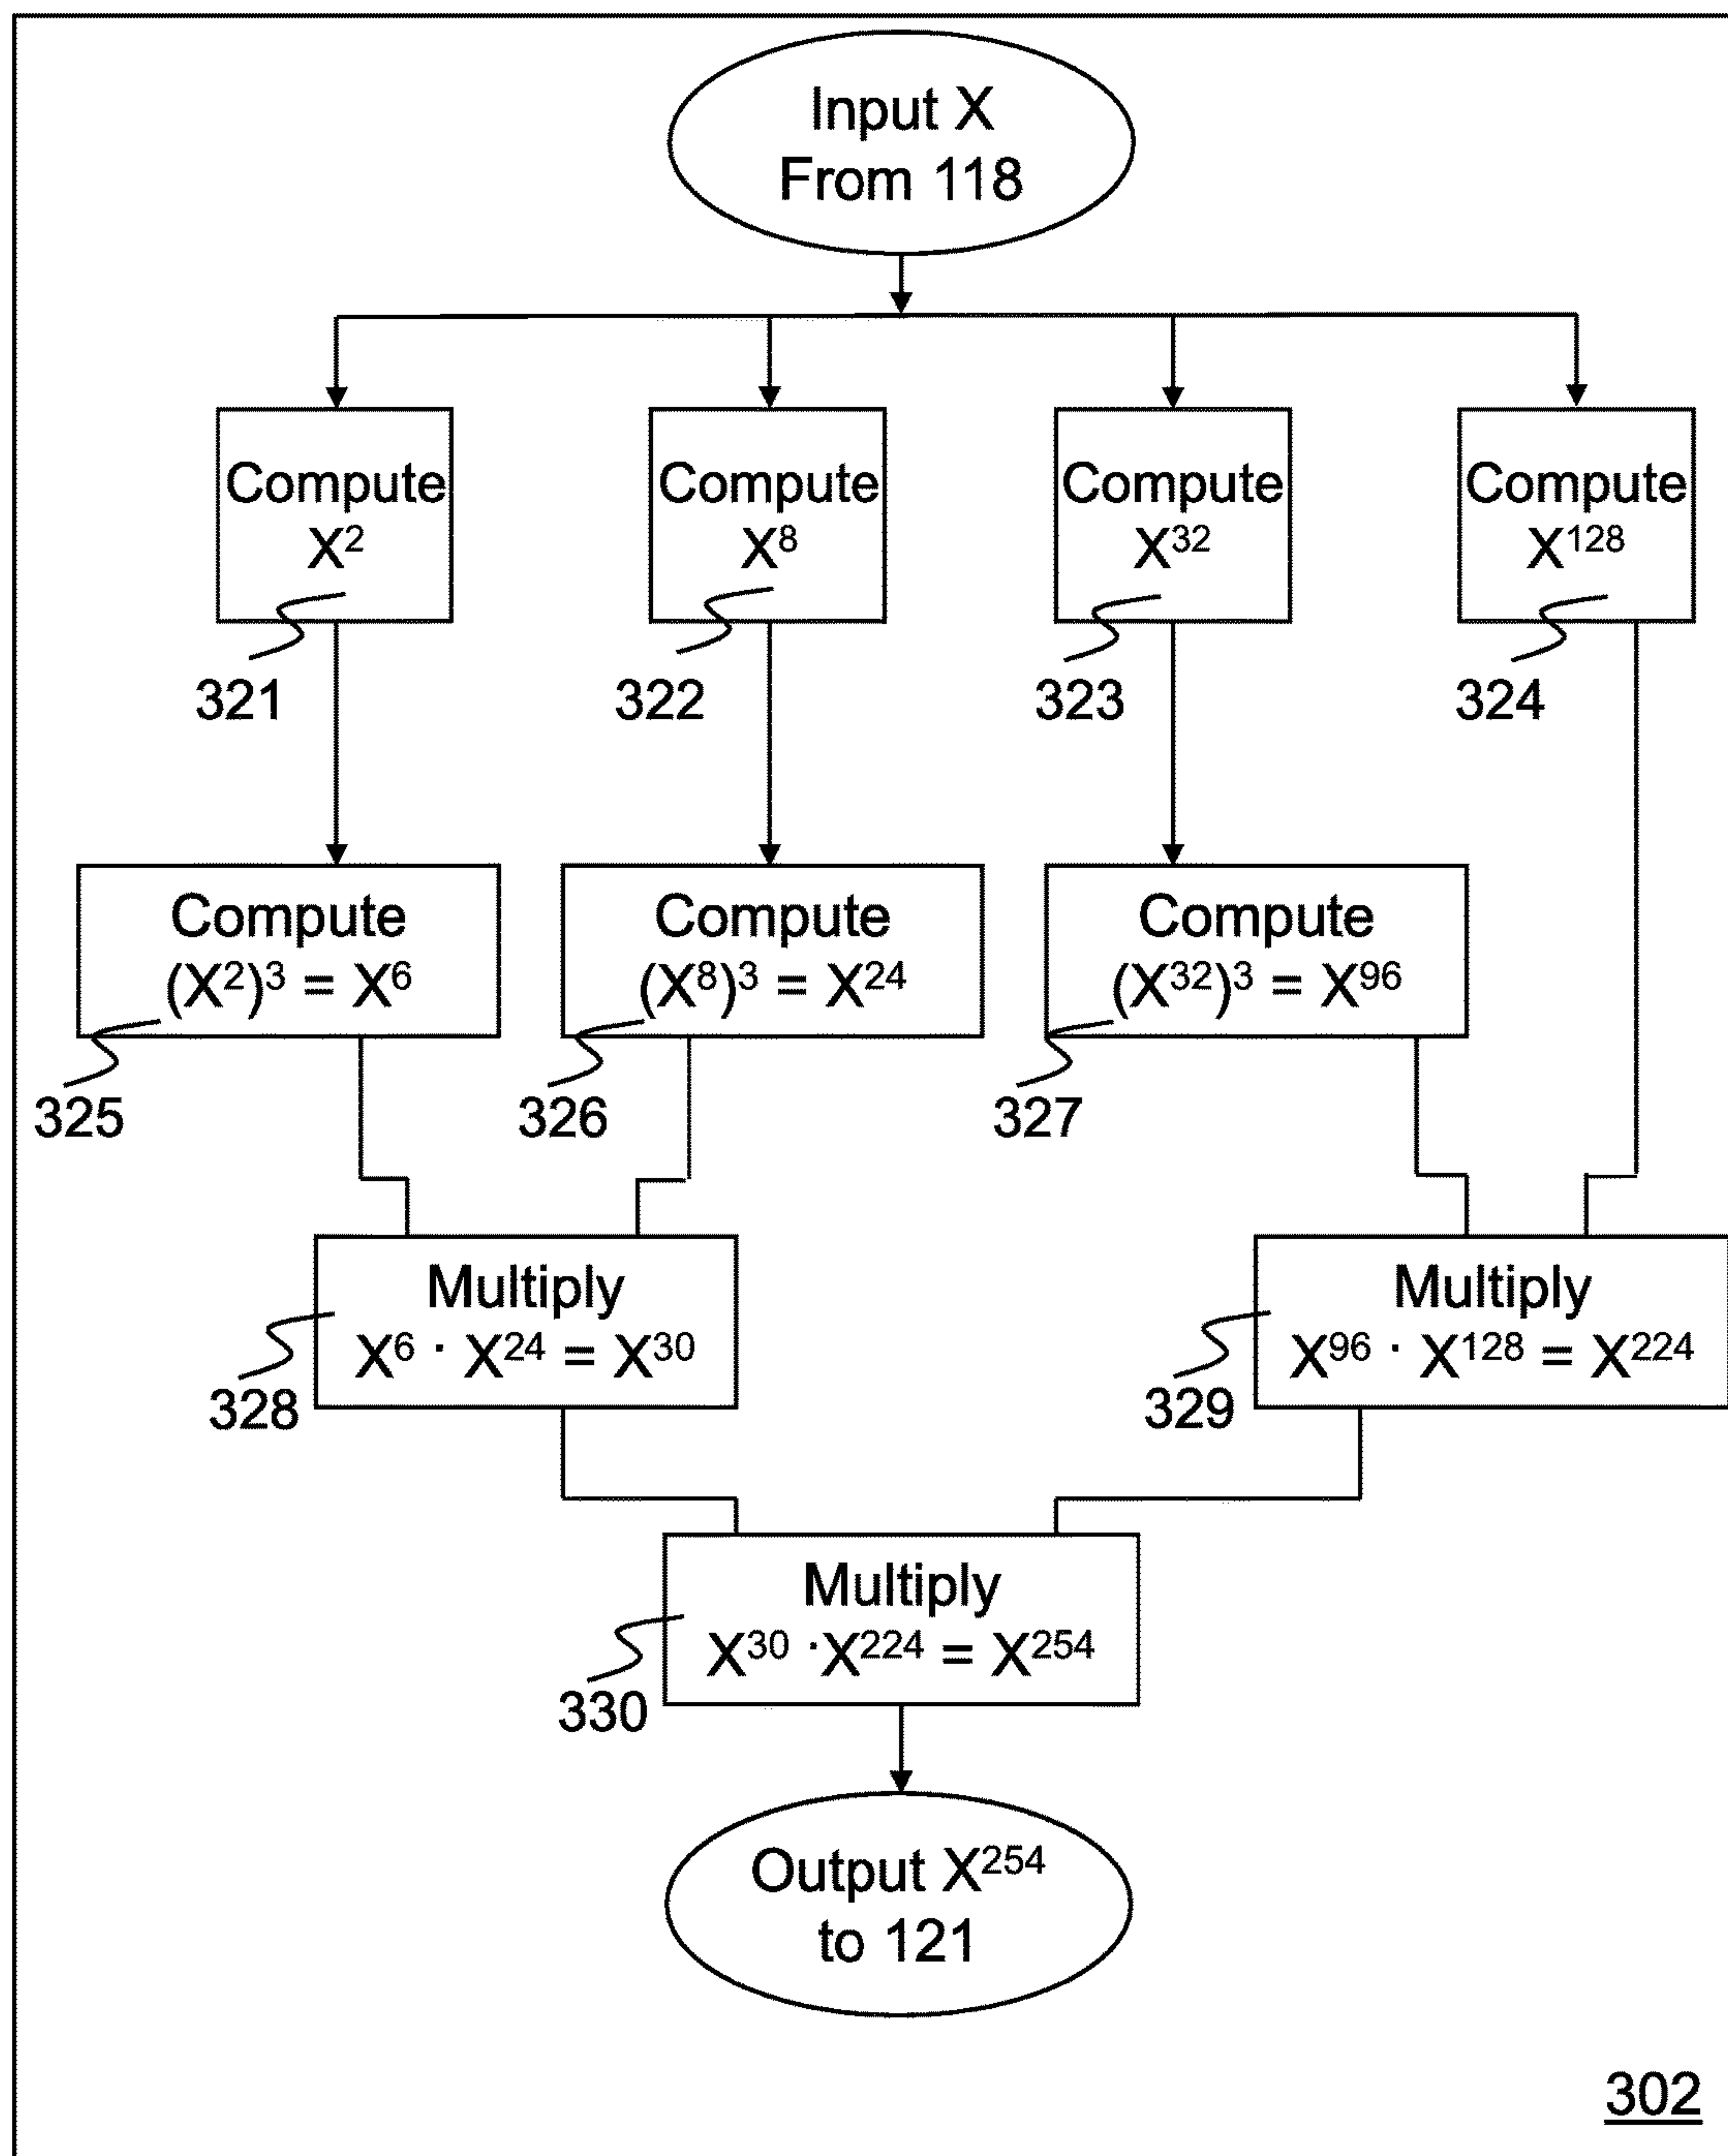 Input X
From 118
Compute
X²
Compute
X⁸
Compute
X³²
Compute
X¹²⁸
321
322
323
324
Compute
(X²)³ = X⁶
Compute
(X⁸)³ = X²⁴
Compute
(X³²)³ = X⁹⁶
325
326
327
Multiply
X⁶ · X²⁴ = X³⁰
Multiply
X⁹⁶ · X¹²⁸ = X²²⁴
328
329
Multiply
X³⁰ ·X²²⁴ = X²⁵⁴
330
Output X²⁵⁴
to 121
302